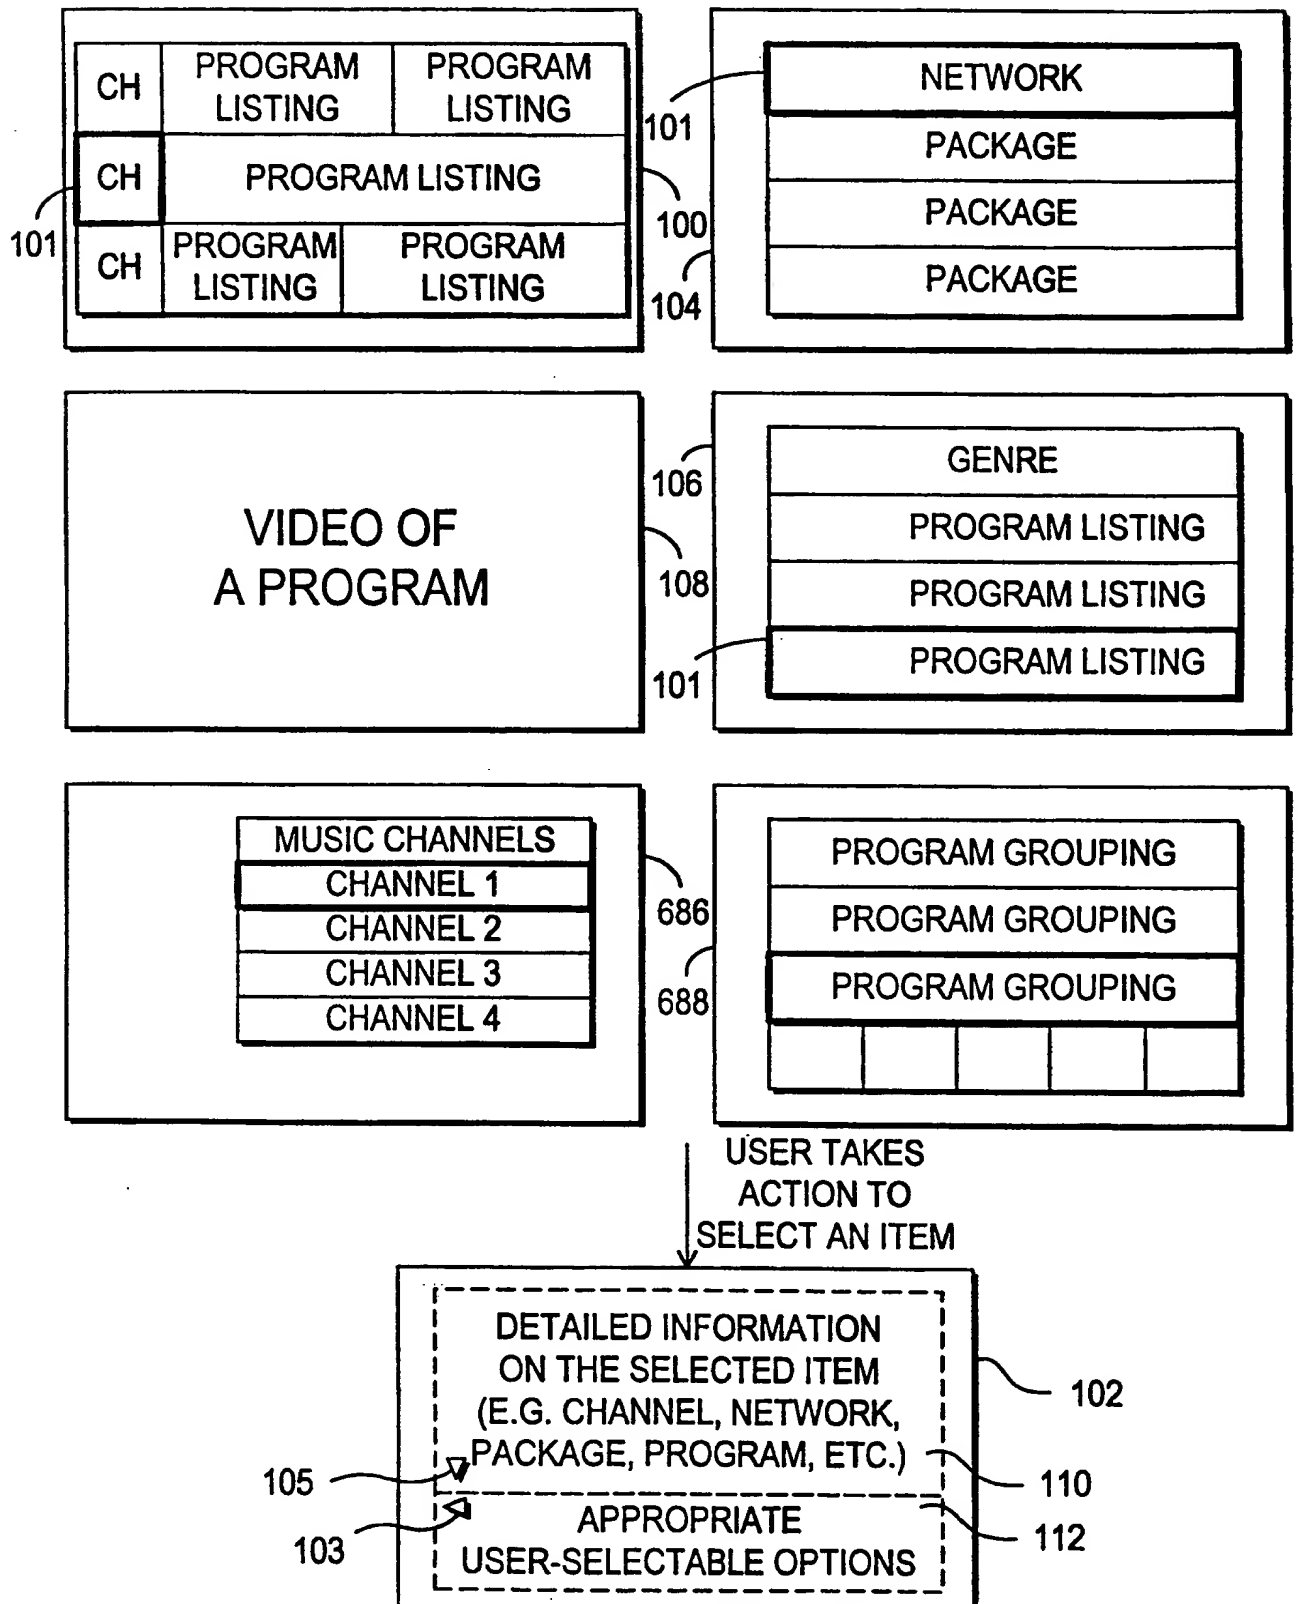 CH
PROGRAM
LISTING
PROGRAM
LISTING
CH
PROGRAM LISTING
CH
PROGRAM
LISTING
PROGRAM
LISTING
101
100
NETWORK
PACKAGE
PACKAGE
PACKAGE
101
104
VIDEO OF
A PROGRAM
108
GENRE
PROGRAM LISTING
PROGRAM LISTING
PROGRAM LISTING
106
101
MUSIC CHANNELS
CHANNEL 1
CHANNEL 2
CHANNEL 3
CHANNEL 4
686
PROGRAM GROUPING
PROGRAM GROUPING
PROGRAM GROUPING
688
USER TAKES
ACTION TO
SELECT AN ITEM
DETAILED INFORMATION
ON THE SELECTED ITEM
(E.G. CHANNEL, NETWORK,
PACKAGE, PROGRAM, ETC.)
102
105
110
APPROPRIATE
USER-SELECTABLE OPTIONS
103
112